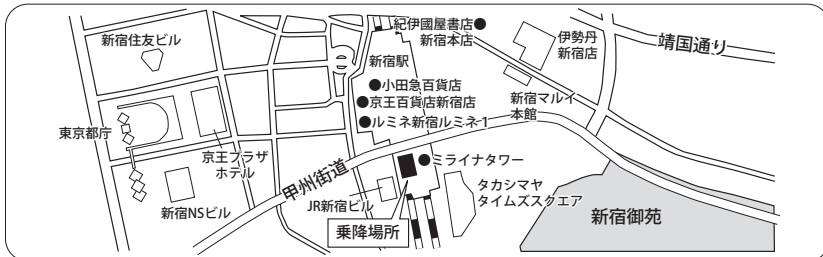 紀伊國屋書店●
新宿本店
新宿住友ビル
伊勢丹
新宿店
靖国通り
新宿駅
●小田急百貨店
●京王百貨店新宿店
●ルミネ新宿ルミネ1
新宿マルイ
本館
東京都庁
京王プラザ
ホテル
甲州街道
●ミライナタワー
新宿NSビル
JR新宿ビル
タカシマヤ
タイムズスクエア
乗降場所
新宿御苑